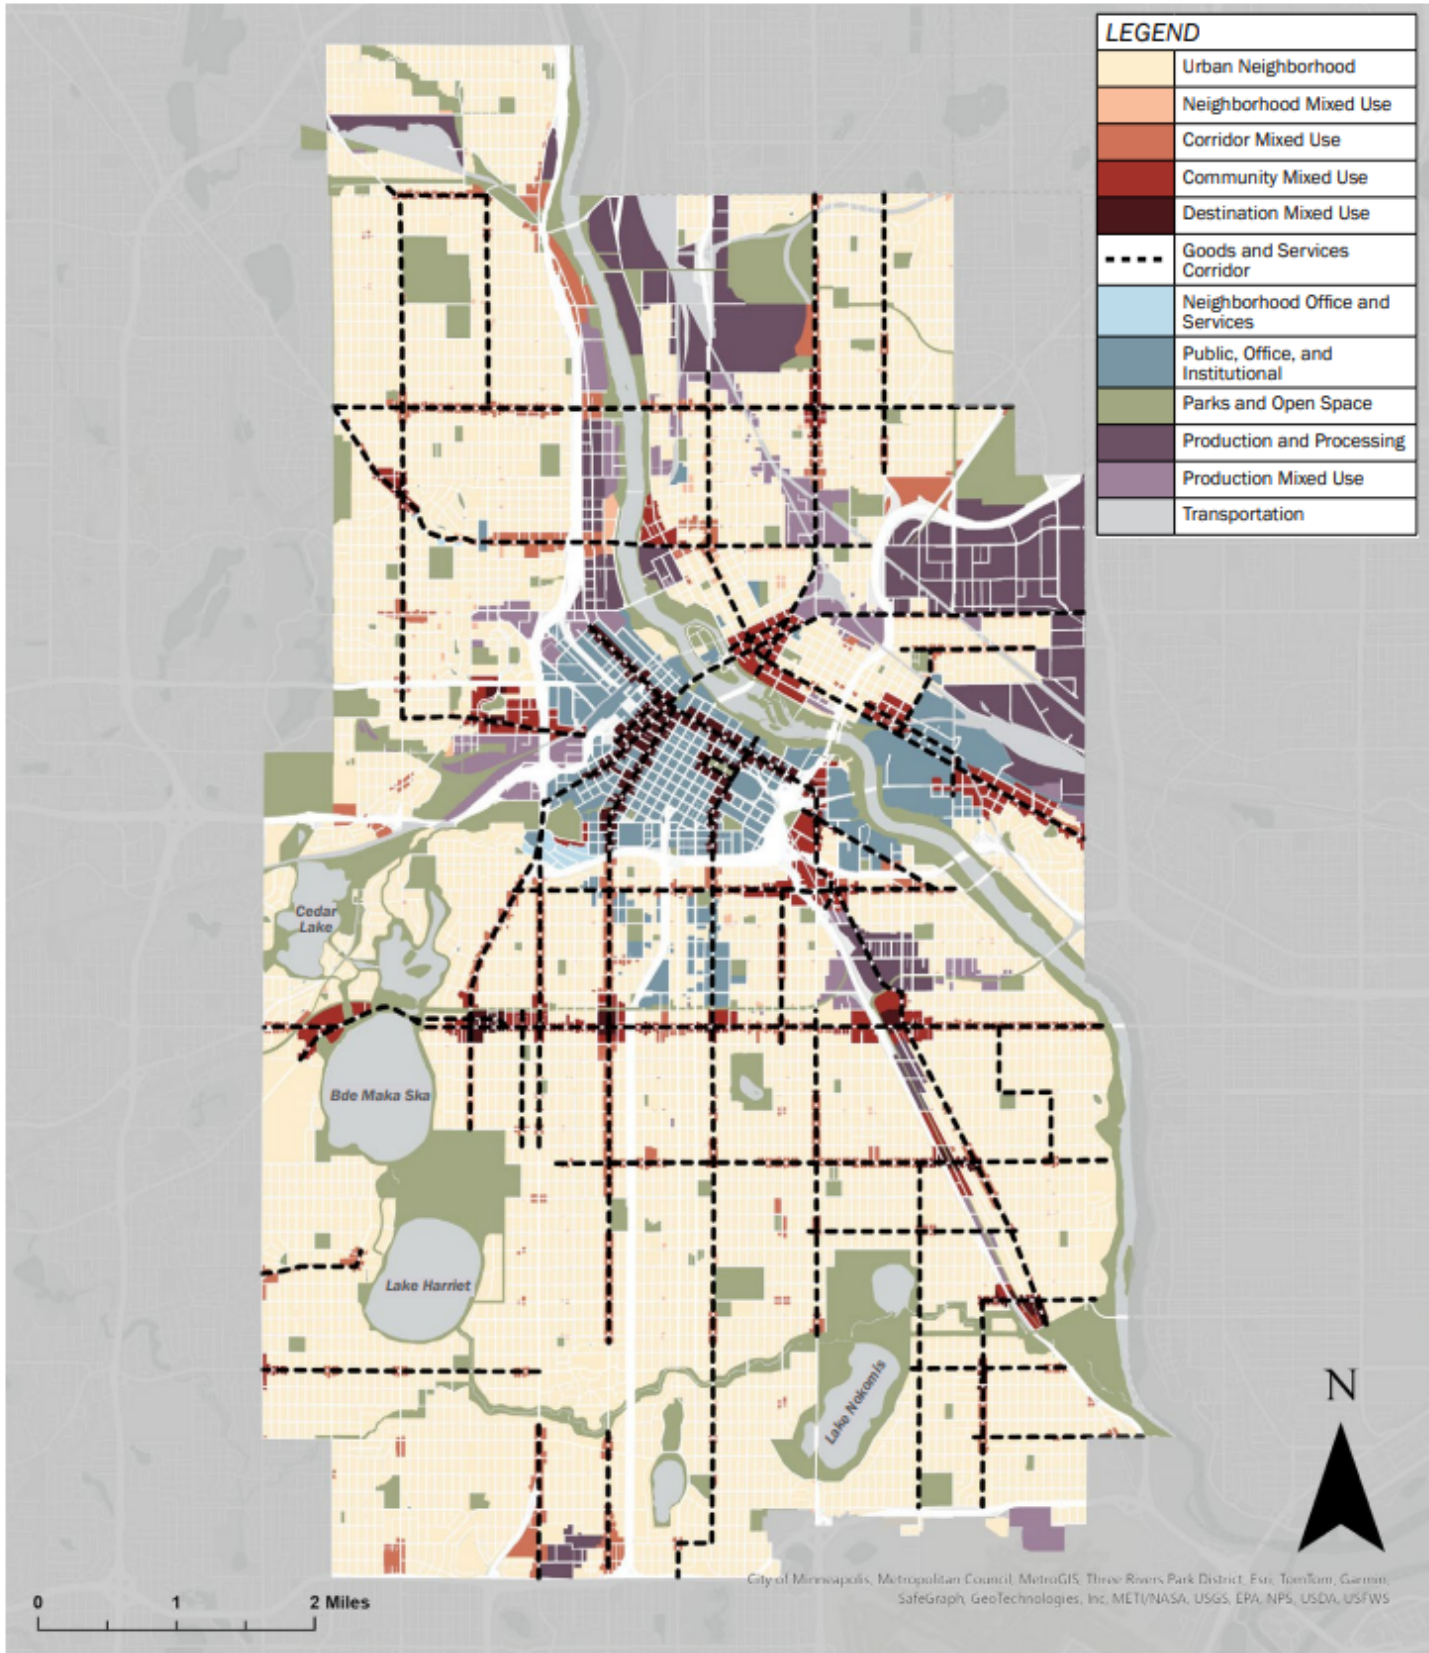 LEGEND
Urban Neighborhood
Neighborhood Mixed Use
Corridor Mixed Use
Community Mixed Use
Destination Mixed Use
Goods and Services
Corridor
Neighborhood Office and
Services
Public, Office, and
Institutional
Parks and Open Space
Production and Processing
Production Mixed Use
Transportation
Cedar
Lake
Bde Maka Ska
Lake Harriet
Lake Nokomis
N
0 1 2 Miles
City of Minneapolis, Metropolitan Council, MetroGIS, Three Rivers Park District, Esri, TomTom, Garmin,
SafeGraph, GeoTechnologies, Inc, METI/NASA, USGS, EPA, NPS, USDA, USFWS